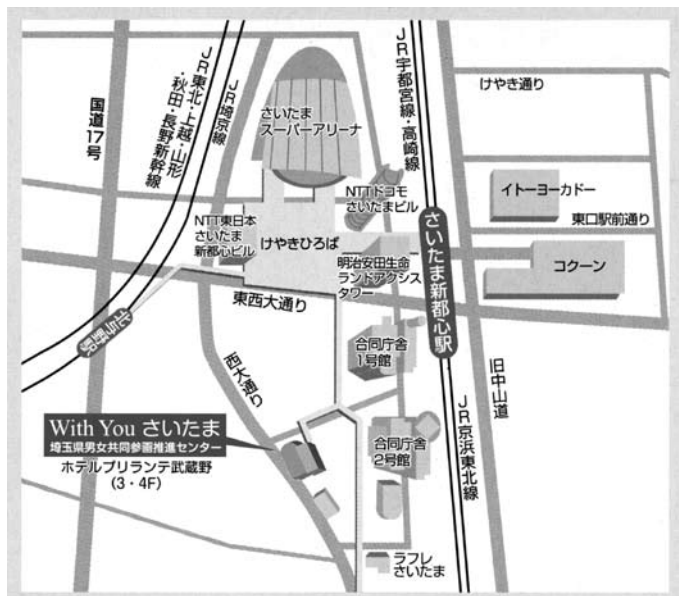 国道17号
JR東北・上越・山形
・秋田・長野新幹線
JR埼京線
さいたま
スーパーアリーナ
JR宇都宮線・高崎線
けやき通り
NTTドコモ
さいたまビル
イトーヨーカドー
NTT東日本
さいたま
新都心ビル
けやきひろば
東口駅前通り
明治安田生命
ランドアクシス
タワー
コクーン
さいたま新都心駅
東西大通り
北与野駅
合同庁舎
1号館
西大通り
旧中山道
With You さいたま
埼玉県男女共同参画推進センター
ホテルブリランテ武蔵野
(3・4F)
合同庁舎
2号館
JR京浜東北線
ラフレ
さいたま